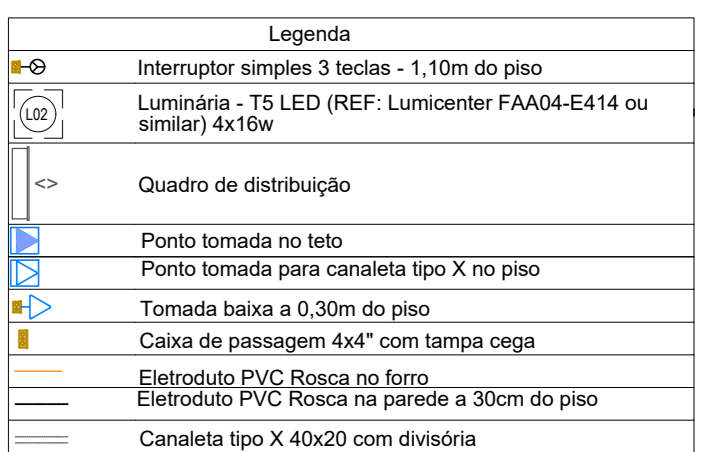 Legenda
Interruptor simples 3 teclas - 1,10m do piso
L02
Luminária - T5 LED (REF: Lumicenter FAA04-E414 ou
similar) 4x16w
<>
Quadro de distribuição
Ponto tomada no teto
Ponto tomada para canaleta tipo X no piso
Tomada baixa a 0,30m do piso
Caixa de passagem 4x4" com tampa cega
Eletroduto PVC Rosca no forro
Eletroduto PVC Rosca na parede a 30cm do piso
Canaleta tipo X 40x20 com divisória